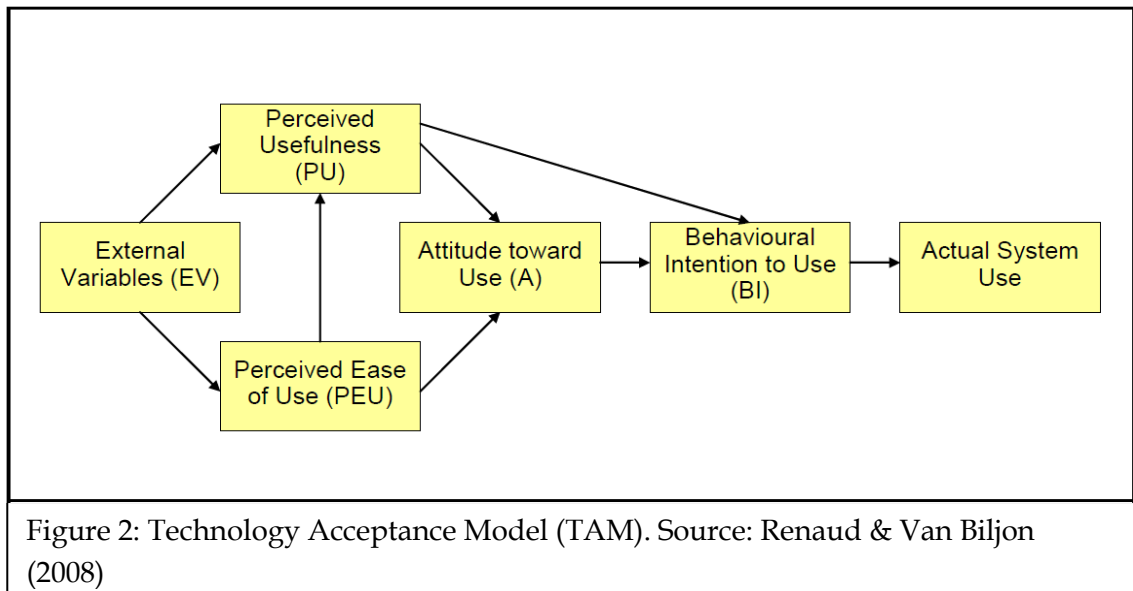 Perceived
Usefulness
(PU)
External
Variables (EV)
Attitude toward
Use (A)
Behavioural
Intention to Use
(BI)
Actual System
Use
Perceived Ease
of Use (PEU)
Figure 2: Technology Acceptance Model (TAM). Source: Renaud & Van Biljon
(2008)